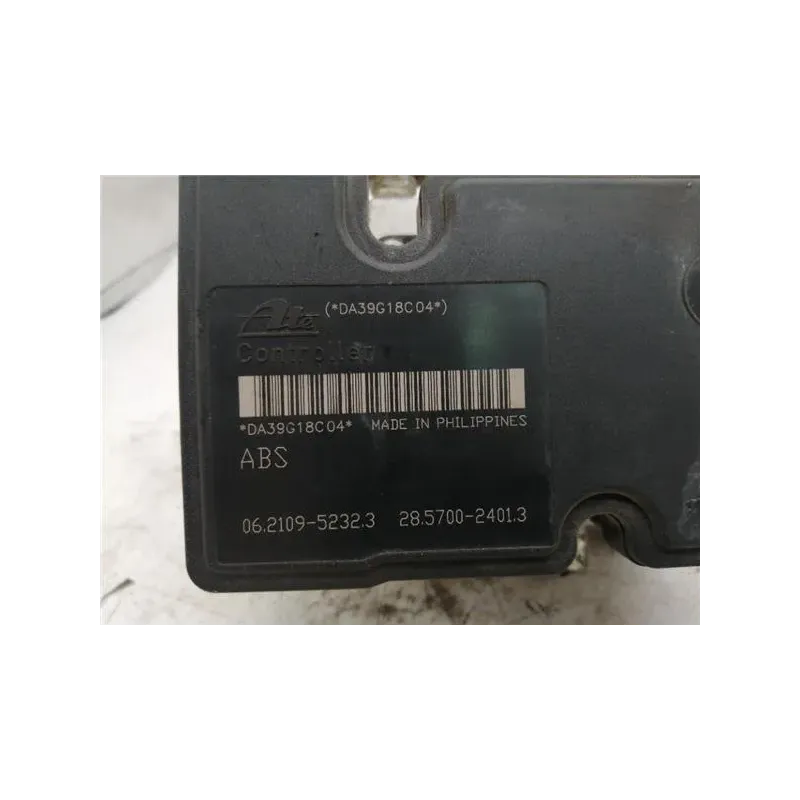 (*DA39G18C04*)
Ate
Controller
*DA39G18C04* MADE IN PHILIPPINES
ABS
06.2109-5232.3 28.5700-2401.3